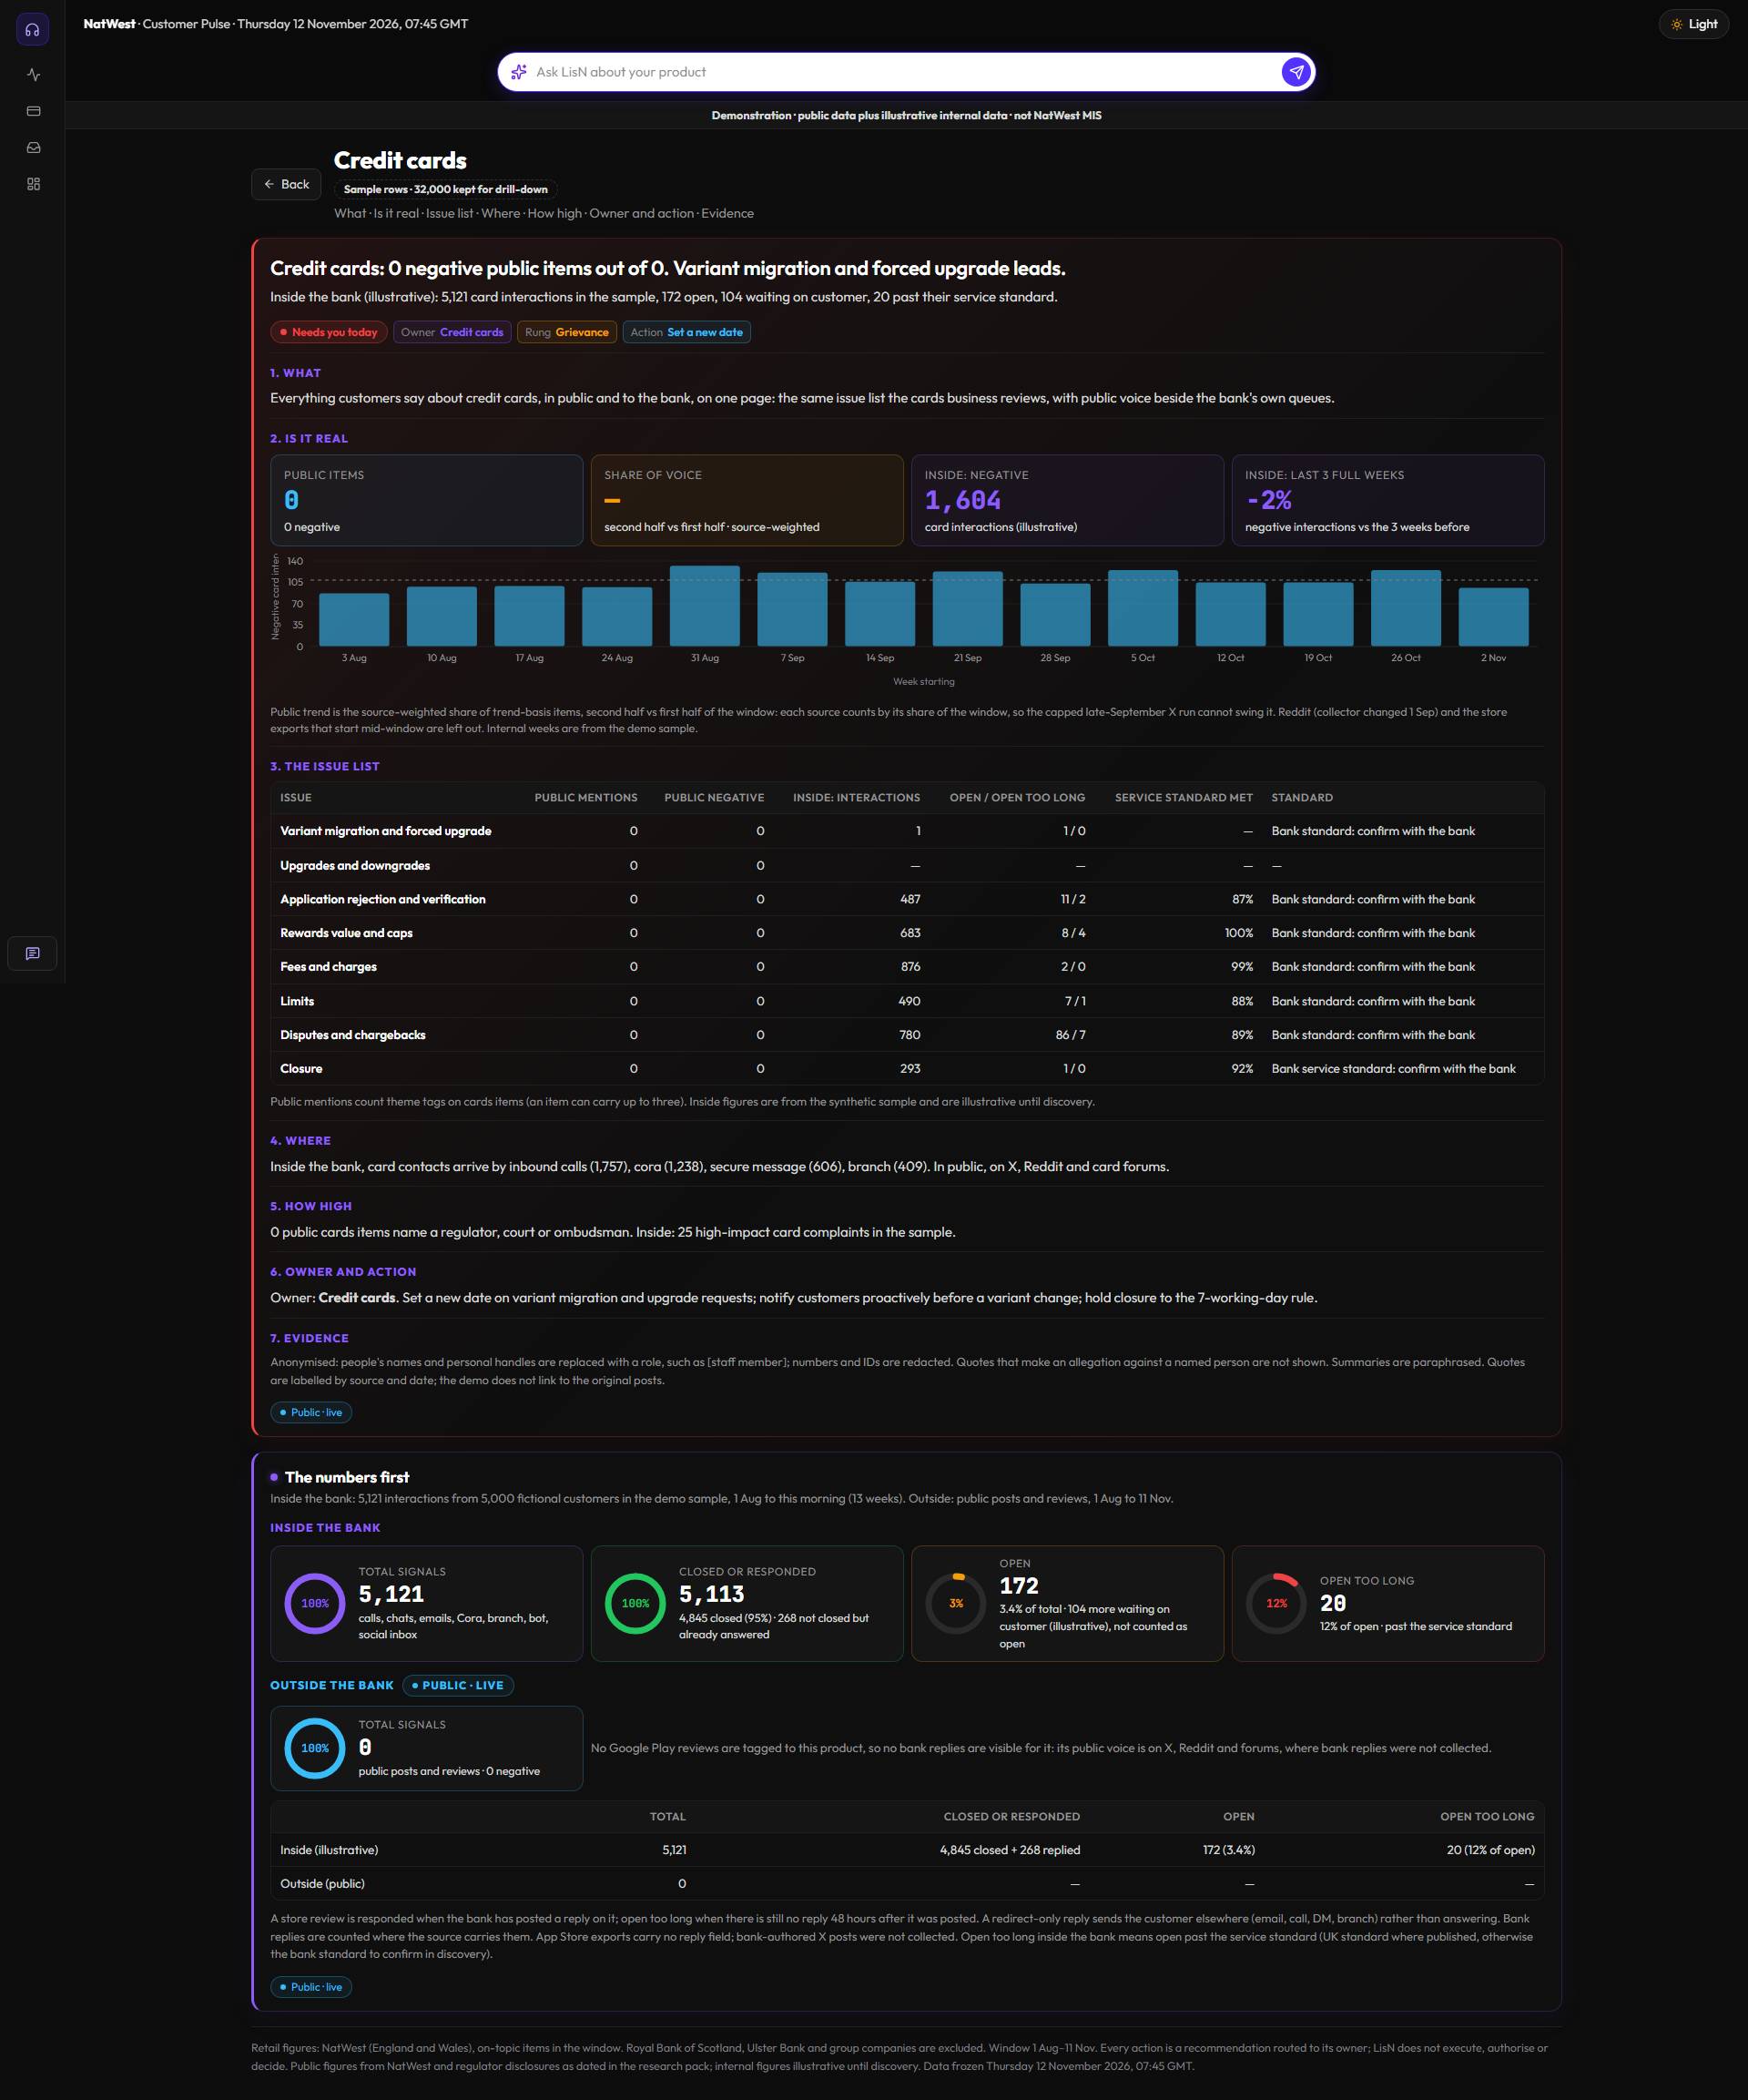 NatWest · Customer Pulse · Thursday 12 November 2026, 07:45 GMT
Light
Ask LisN about your product
Demonstration · public data plus illustrative internal data · not NatWest MIS
Back
Credit cards
Sample rows · 32,000 kept for drill-down
What · Is it real · Issue list · Where · How high · Owner and action · Evidence
Credit cards: 0 negative public items out of 0. Variant migration and forced upgrade leads.
Inside the bank (illustrative): 5,121 card interactions in the sample, 172 open, 104 waiting on customer, 20 past their service standard.
Needs you today
Owner Credit cards
Rung Grievance
Action Set a new date
1. WHAT
Everything customers say about credit cards, in public and to the bank, on one page: the same issue list the cards business reviews, with public voice beside the bank's own queues.
2. IS IT REAL
PUBLIC ITEMS
0
0 negative
SHARE OF VOICE
—
second half vs first half · source-weighted
INSIDE: NEGATIVE
1,604
card interactions (illustrative)
INSIDE: LAST 3 FULL WEEKS
-2%
negative interactions vs the 3 weeks before
Negative card inter
140
105
70
35
0
3 Aug 10 Aug 17 Aug 24 Aug 31 Aug 7 Sep 14 Sep 21 Sep 28 Sep 5 Oct 12 Oct 19 Oct 26 Oct 2 Nov
Week starting
Public trend is the source-weighted share of trend-basis items, second half vs first half of the window: each source counts by its share of the window, so the capped late-September X run cannot swing it. Reddit (collector changed 1 Sep) and the store
exports that start mid-window are left out. Internal weeks are from the demo sample.
3. THE ISSUE LIST
ISSUE PUBLIC MENTIONS PUBLIC NEGATIVE INSIDE: INTERACTIONS OPEN / OPEN TOO LONG SERVICE STANDARD MET STANDARD
Variant migration and forced upgrade 0 0 1 1 / 0 — Bank standard: confirm with the bank
Upgrades and downgrades 0 0 — — — —
Application rejection and verification 0 0 487 11 / 2 87% Bank standard: confirm with the bank
Rewards value and caps 0 0 683 8 / 4 100% Bank standard: confirm with the bank
Fees and charges 0 0 876 2 / 0 99% Bank standard: confirm with the bank
Limits 0 0 490 7 / 1 88% Bank standard: confirm with the bank
Disputes and chargebacks 0 0 780 86 / 7 89% Bank standard: confirm with the bank
Closure 0 0 293 1 / 0 92% Bank service standard: confirm with the bank
Public mentions count theme tags on cards items (an item can carry up to three). Inside figures are from the synthetic sample and are illustrative until discovery.
4. WHERE
Inside the bank, card contacts arrive by inbound calls (1,757), cora (1,238), secure message (606), branch (409). In public, on X, Reddit and card forums.
5. HOW HIGH
0 public cards items name a regulator, court or ombudsman. Inside: 25 high-impact card complaints in the sample.
6. OWNER AND ACTION
Owner: Credit cards. Set a new date on variant migration and upgrade requests; notify customers proactively before a variant change; hold closure to the 7-working-day rule.
7. EVIDENCE
Anonymised: people's names and personal handles are replaced with a role, such as [staff member]; numbers and IDs are redacted. Quotes that make an allegation against a named person are not shown. Summaries are paraphrased. Quotes
are labelled by source and date; the demo does not link to the original posts.
Public · live
The numbers first
Inside the bank: 5,121 interactions from 5,000 fictional customers in the demo sample, 1 Aug to this morning (13 weeks). Outside: public posts and reviews, 1 Aug to 11 Nov.
INSIDE THE BANK
100%
TOTAL SIGNALS
5,121
calls, chats, emails, Cora, branch, bot,
social inbox
100%
CLOSED OR RESPONDED
5,113
4,845 closed (95%) · 268 not closed but
already answered
3%
OPEN
172
3.4% of total · 104 more waiting on
customer (illustrative), not counted as
open
12%
OPEN TOO LONG
20
12% of open · past the service standard
OUTSIDE THE BANK
PUBLIC · LIVE
100%
TOTAL SIGNALS
0
public posts and reviews · 0 negative
No Google Play reviews are tagged to this product, so no bank replies are visible for it: its public voice is on X, Reddit and forums, where bank replies were not collected.
TOTAL CLOSED OR RESPONDED OPEN OPEN TOO LONG
Inside (illustrative) 5,121 4,845 closed + 268 replied 172 (3.4%) 20 (12% of open)
Outside (public) 0 — — —
A store review is responded when the bank has posted a reply on it; open too long when there is still no reply 48 hours after it was posted. A redirect-only reply sends the customer elsewhere (email, call, DM, branch) rather than answering. Bank
replies are counted where the source carries them. App Store exports carry no reply field; bank-authored X posts were not collected. Open too long inside the bank means open past the service standard (UK standard where published, otherwise
the bank standard to confirm in discovery).
Public · live
Retail figures: NatWest (England and Wales), on-topic items in the window. Royal Bank of Scotland, Ulster Bank and group companies are excluded. Window 1 Aug–11 Nov. Every action is a recommendation routed to its owner; LisN does not execute, authorise or
decide. Public figures from NatWest and regulator disclosures as dated in the research pack; internal figures illustrative until discovery. Data frozen Thursday 12 November 2026, 07:45 GMT.